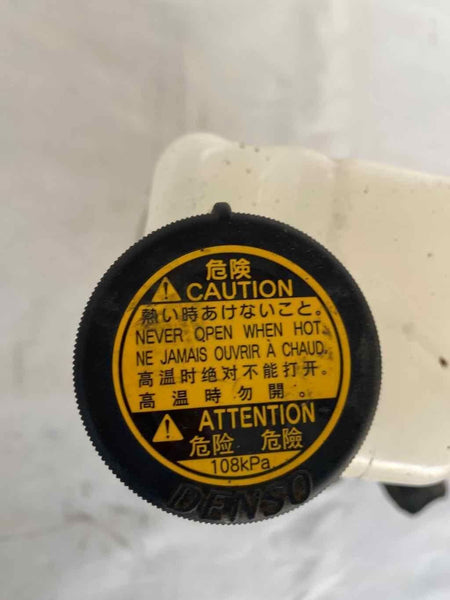 危険
CAUTION
熱い時あけないこと。
NEVER OPEN WHEN HOT.
NE JAMAIS OUVRIR À CHAUD.
高温时绝对不能打开。
高温時勿開。
ATTENTION
危险 危險
108kPa
DENSO